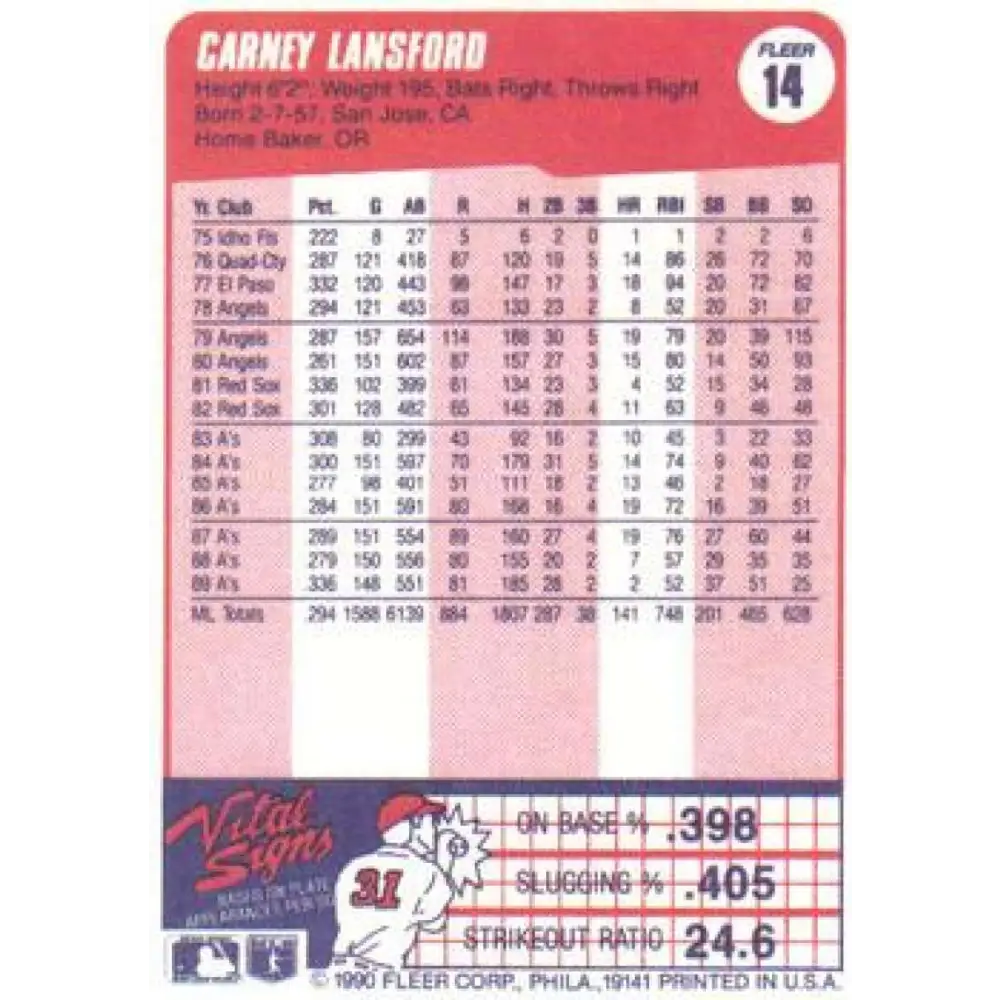 CARNEY LANSFORD
FLEER
14
Height 6'2", Weight 195, Bats Right, Throws Right
Born 2-7-57, San Jose, CA
Home Baker, OR
Yr. Club Pct. G AB R H 2B 3B HR RBI SB BB SO
75 Idho Fls .222 8 27 5 6 2 0 1 1 2 2 6
76 Quad-Cty .287 121 418 87 120 19 5 14 86 26 72 70
77 El Paso .332 120 443 98 147 17 3 18 94 20 72 82
78 Angels .294 121 453 63 133 23 2 8 52 20 31 67
79 Angels .287 157 654 114 188 30 5 19 79 20 39 115
80 Angels .261 151 602 87 157 27 3 15 80 14 50 93
81 Red Sox .336 102 399 61 134 23 3 4 52 15 34 28
82 Red Sox .301 128 482 65 145 28 4 11 63 9 46 48
83 A's .308 80 299 43 92 16 2 10 45 3 22 33
84 A's .300 151 597 70 179 31 5 14 74 9 40 62
85 A's .277 98 401 51 111 18 2 13 46 2 18 27
86 A's .284 151 591 80 168 16 4 19 72 16 39 51
87 A's .289 151 554 89 160 27 4 19 76 27 60 44
88 A's .279 150 556 80 155 20 2 7 57 29 35 35
89 A's .336 148 551 81 185 28 2 2 52 37 51 25
ML Totals .294 1588 6139 884 1807 287 38 141 748 201 465 628
Vital
Signs
BASED ON PLATE
APPEARANCES PER SO
31
ON BASE % .398
SLUGGING % .405
STRIKEOUT RATIO 24.6
© 1990 FLEER CORP., PHILA., 19141 PRINTED IN U.S.A.